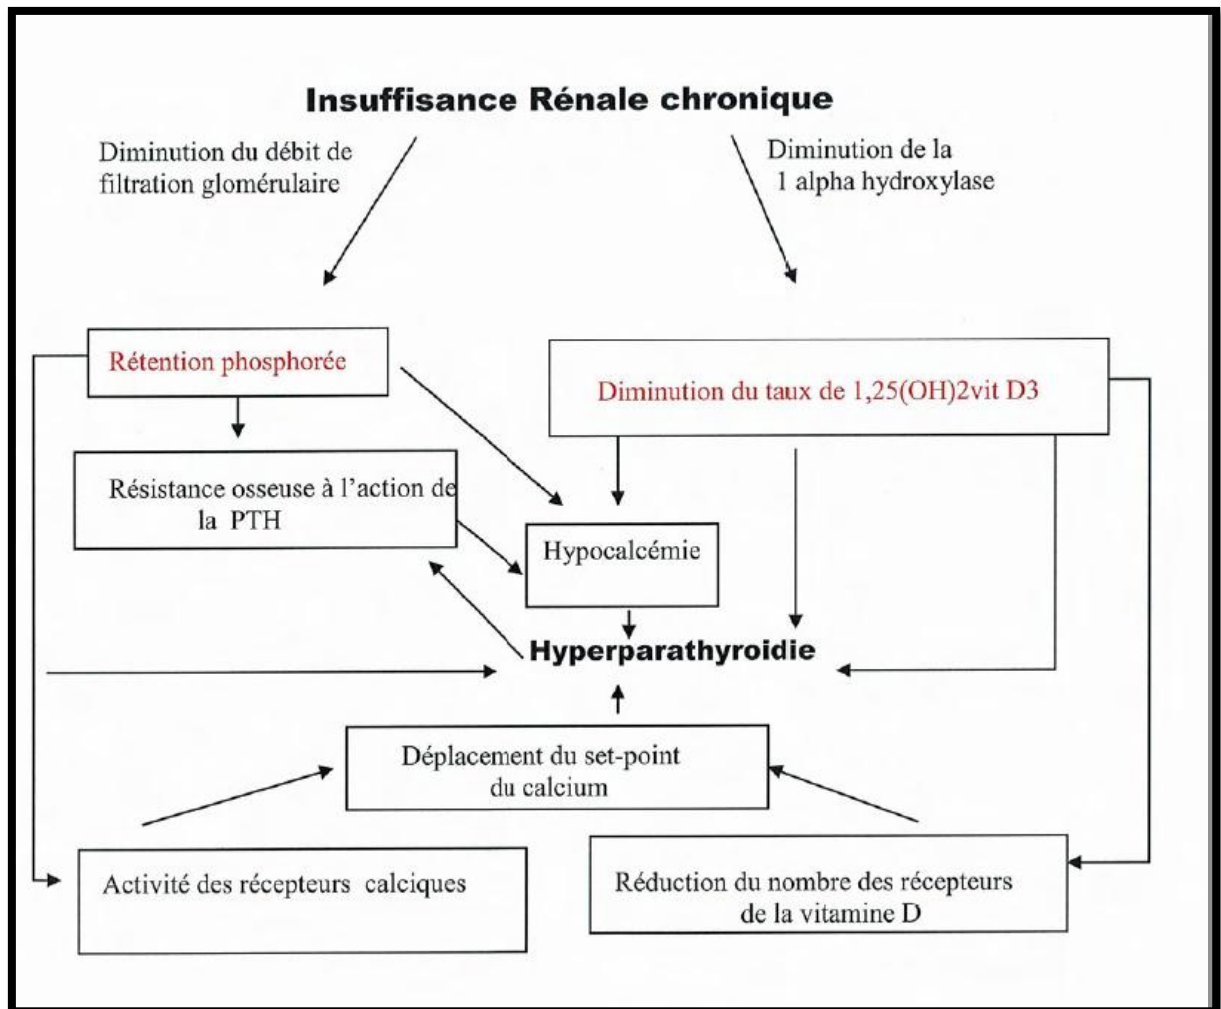 Insuffisance Rénale chronique
Diminution du débit de
filtration glomérulaire
Diminution de la
1 alpha hydroxylase
Rétention phosphorée
Diminution du taux de 1,25(OH)2vit D3
Résistance osseuse à l'action de
la PTH
Hypocalcémie
Hyperparathyroidie
Déplacement du set-point
du calcium
Activité des récepteurs calciques
Réduction du nombre des récepteurs
de la vitamine D